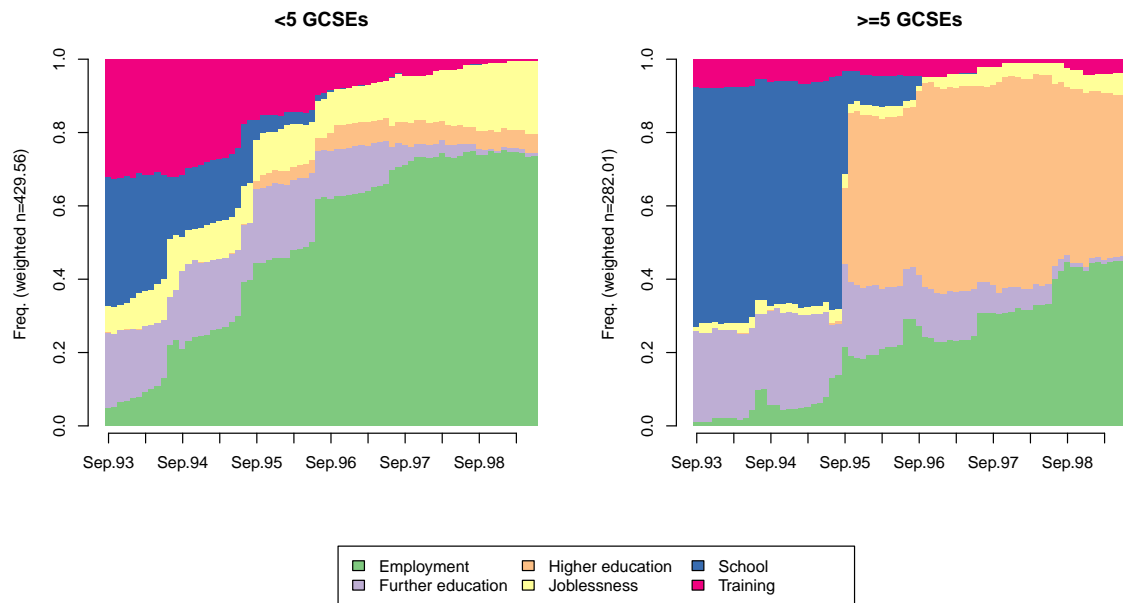 <5 GCSEs
>=5 GCSEs
Freq. (weighted n=429.56)
0.0 0.2 0.4 0.6 0.8 1.0
Sep.93 Sep.94 Sep.95 Sep.96 Sep.97 Sep.98
Freq. (weighted n=282.01)
0.0 0.2 0.4 0.6 0.8 1.0
Sep.93 Sep.94 Sep.95 Sep.96 Sep.97 Sep.98
Employment Higher education School
Further education Joblessness Training